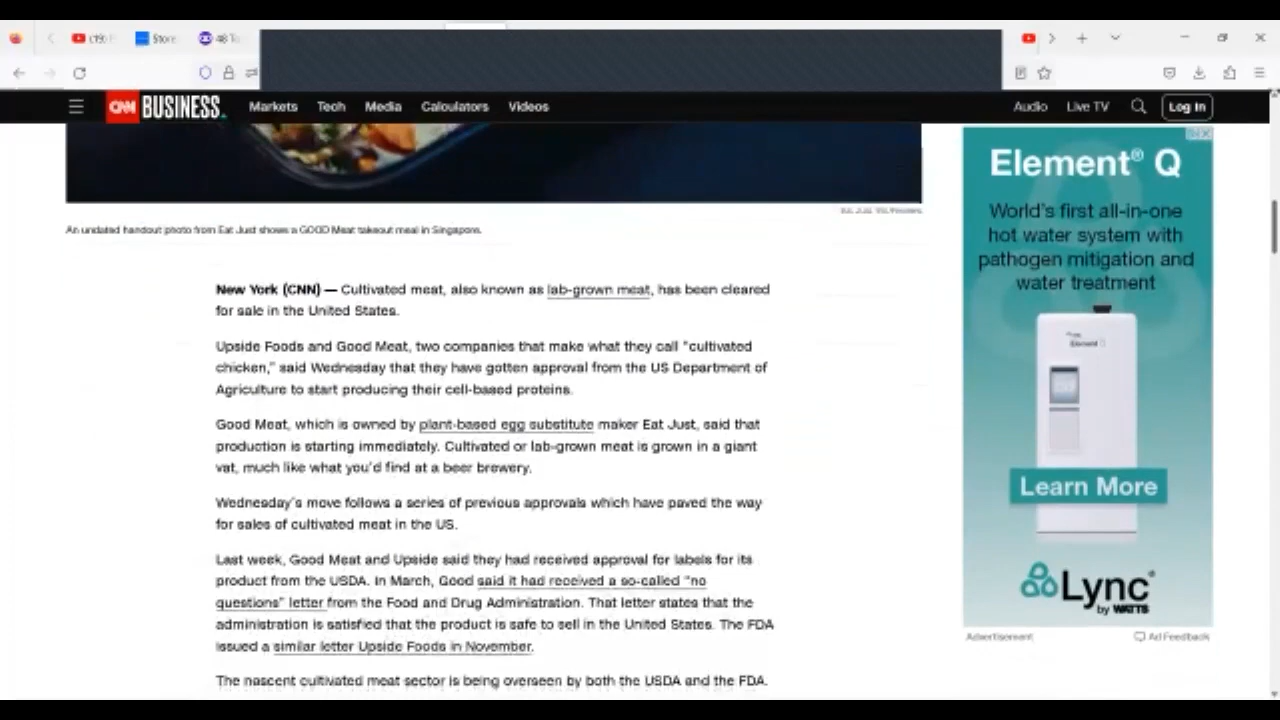 Store
CNN BUSINESS
Markets Tech Media Calculators Videos
Audio Live TV Log In
An undated handout photo from Eat Just shows a GOOD Meat takeout meal in Singapore.
New York (CNN) — Cultivated meat, also known as lab-grown meat, has been cleared
for sale in the United States.
Upside Foods and Good Meat, two companies that make what they call "cultivated
chicken," said Wednesday that they have gotten approval from the US Department of
Agriculture to start producing their cell-based proteins.
Good Meat, which is owned by plant-based egg substitute maker Eat Just, said that
production is starting immediately. Cultivated or lab-grown meat is grown in a giant
vat, much like what you'd find at a beer brewery.
Wednesday's move follows a series of previous approvals which have paved the way
for sales of cultivated meat in the US.
Last week, Good Meat and Upside said they had received approval for labels for its
product from the USDA. In March, Good said it had received a so-called "no
questions" letter from the Food and Drug Administration. That letter states that the
administration is satisfied that the product is safe to sell in the United States. The FDA
issued a similar letter Upside Foods in November.
The nascent cultivated meat sector is being overseen by both the USDA and the FDA.
Element® Q
World's first all-in-one
hot water system with
pathogen mitigation and
water treatment
Learn More
Lync®
by WATTS
Advertisement
Ad Feedback